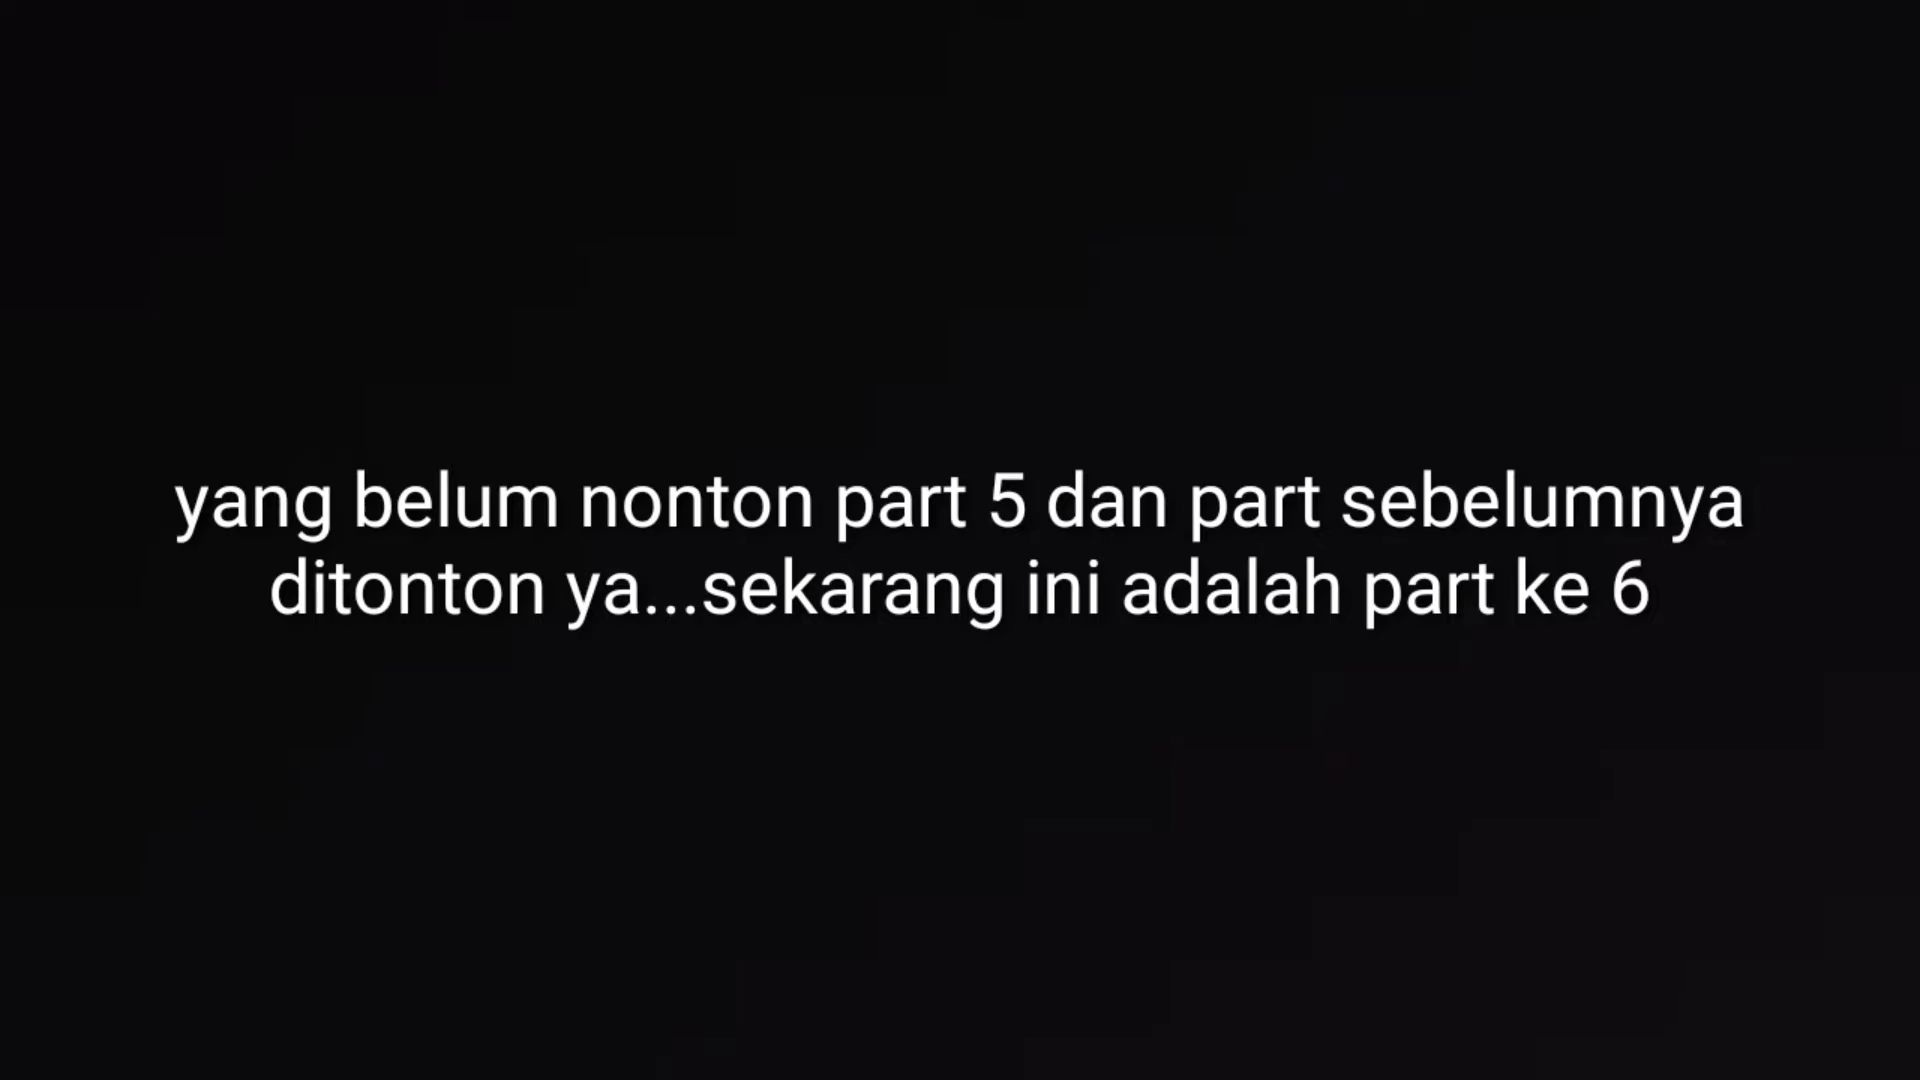 yang belum nonton part 5 dan part sebelumnya
ditonton ya...sekarang ini adalah part ke 6